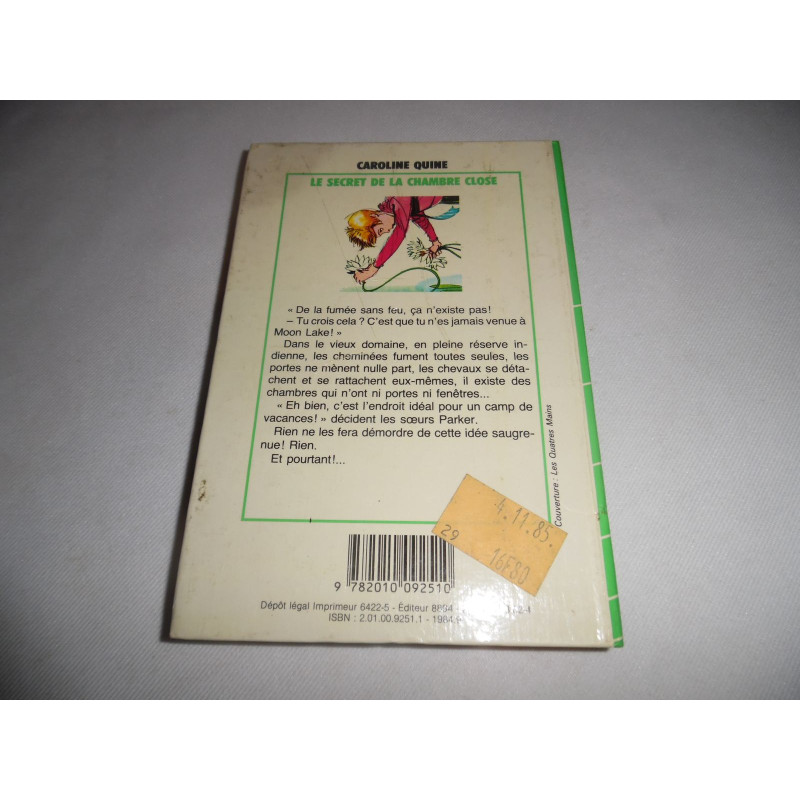 CAROLINE QUINE
LE SECRET DE LA CHAMBRE CLOSE
« De la fumée sans feu, ça n'existe pas!
– Tu crois cela ? C'est que tu n'es jamais venue à
Moon Lake! »
Dans le vieux domaine, en pleine réserve in-
dienne, les cheminées fument toutes seules, les
portes ne mènent nulle part, les chevaux se déta-
chent et se rattachent eux-mêmes, il existe des
chambres qui n'ont ni portes ni fenêtres...
« Eh bien, c'est l'endroit idéal pour un camp de
vacances! » décident les sœurs Parker.
Rien ne les fera démordre de cette idée saugre-
nue! Rien.
Et pourtant!...
Couverture : Les Quatres Mains
4.11.85.
29
16F80
9 782010 092510
Dépôt légal Imprimeur 6422-5 - Éditeur 8894
ISBN : 2.01.00.9251.1 - 1984